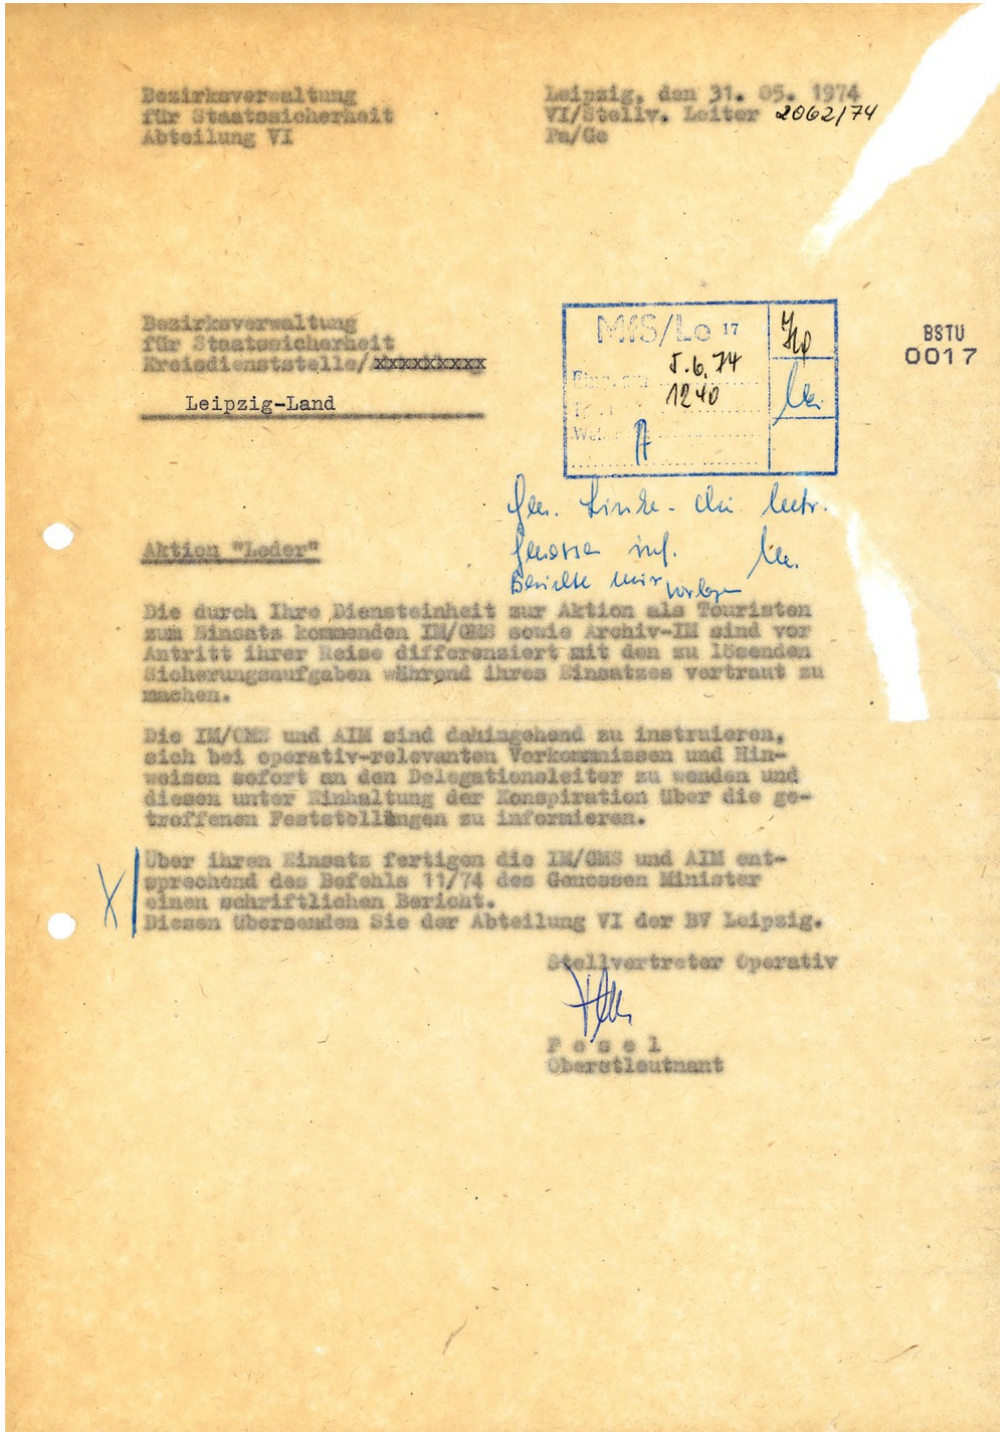 Bezirksverwaltung
für Staatssicherheit
Abteilung VI
Leipzig, den 31. 05. 1974
VI/Stellv. Leiter 2062/74
Pa/Ge
Bezirksverwaltung
für Staatssicherheit
Kreisdienststelle/xxxxxxxxx
Leipzig-Land
MfS/Le 17
5.6.74
1240
BSTU
0017
Gen.
Genossen inf.
Berichte mir vorlegen
Aktion "Leder"
Die durch Ihre Diensteinheit zur Aktion als Touristen
zum Einsatz kommenden IM/GMS sowie Archiv-IM sind vor
Antritt ihrer Reise differenziert mit den zu lösenden
Sicherungsaufgaben während ihres Einsatzes vertraut zu
machen.
Die IM/GMS und AIM sind dahingehend zu instruieren,
sich bei operativ-relevanten Vorkommnissen und Hin-
weisen sofort an den Delegationsleiter zu wenden und
diesen unter Einhaltung der Konspiration über die ge-
troffenen Feststellungen zu informieren.
Über ihren Einsatz fertigen die IM/GMS und AIM ent-
sprechend des Befehls 11/74 des Genossen Minister
einen schriftlichen Bericht.
Diesen übersenden Sie der Abteilung VI der BV Leipzig.
Stellvertreter Operativ
Oberstleutnant